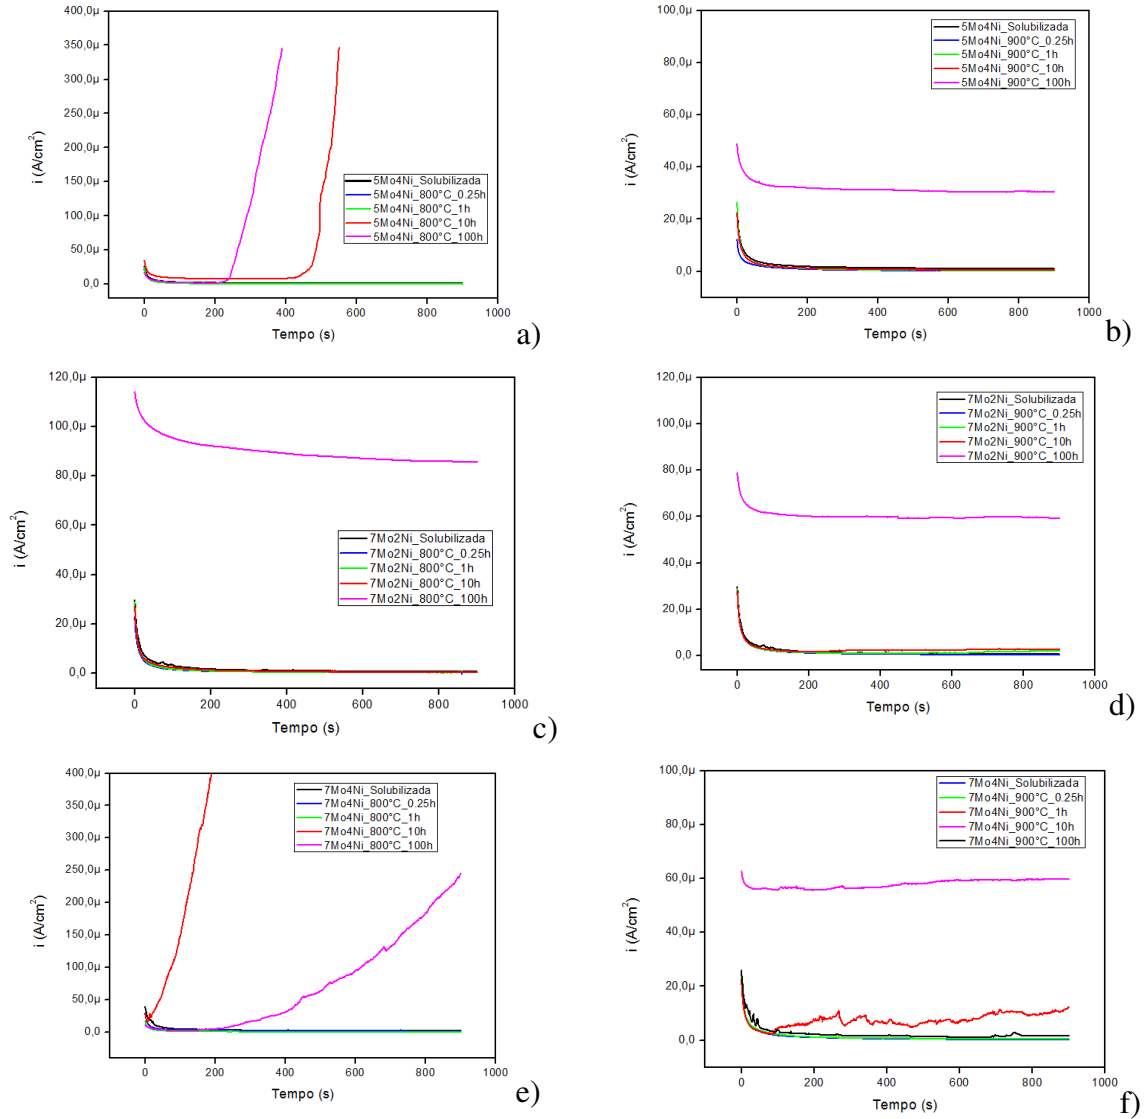 400,0µ
350,0µ
300,0µ
250,0µ
200,0µ
150,0µ
100,0µ
50,0µ
0,0
i (A/cm²)
0 200 400 600 800 1000
Tempo (s)
5Mo4Ni_Solubilizada
5Mo4Ni_800°C_0.25h
5Mo4Ni_800°C_1h
5Mo4Ni_800°C_10h
5Mo4Ni_800°C_100h
a)
100,0µ
80,0µ
60,0µ
40,0µ
20,0µ
0,0
i (A/cm²)
0 200 400 600 800 1000
Tempo (s)
5Mo4Ni_Solubilizada
5Mo4Ni_900°C_0.25h
5Mo4Ni_900°C_1h
5Mo4Ni_900°C_10h
5Mo4Ni_900°C_100h
b)
120,0µ
100,0µ
80,0µ
60,0µ
40,0µ
20,0µ
0,0
i (A/cm²)
0 200 400 600 800 1000
Tempo (s)
7Mo2Ni_Solubilizada
7Mo2Ni_800°C_0.25h
7Mo2Ni_800°C_1h
7Mo2Ni_800°C_10h
7Mo2Ni_800°C_100h
c)
120,0µ
100,0µ
80,0µ
60,0µ
40,0µ
20,0µ
0,0
i (A/cm²)
0 200 400 600 800 1000
Tempo (s)
7Mo2Ni_Solubilizada
7Mo2Ni_900°C_0.25h
7Mo2Ni_900°C_1h
7Mo2Ni_900°C_10h
7Mo2Ni_900°C_100h
d)
400,0µ
350,0µ
300,0µ
250,0µ
200,0µ
150,0µ
100,0µ
50,0µ
0,0
i (A/cm²)
0 200 400 600 800 1000
Tempo (s)
7Mo4Ni_Solubilizada
7Mo4Ni_800°C_0.25h
7Mo4Ni_800°C_1h
7Mo4Ni_800°C_10h
7Mo4Ni_800°C_100h
e)
100,0µ
80,0µ
60,0µ
40,0µ
20,0µ
0,0
i (A/cm²)
0 200 400 600 800 1000
Tempo (s)
7Mo4Ni_Solubilizada
7Mo4Ni_900°C_0.25h
7Mo4Ni_900°C_1h
7Mo4Ni_900°C_10h
7Mo4Ni_900°C_100h
f)